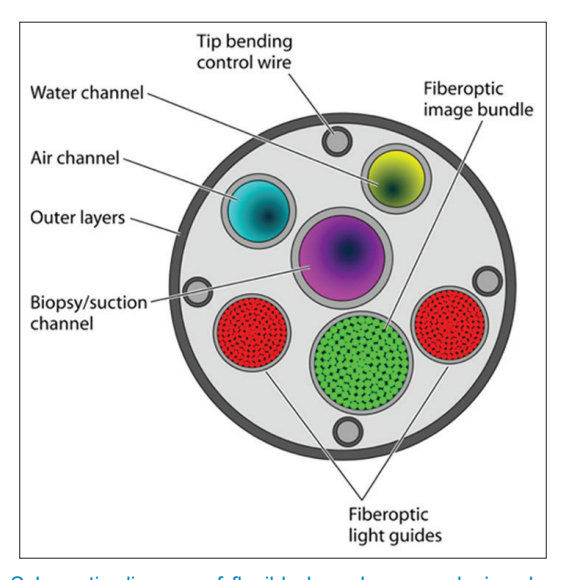 Tip bending
control wire
Water channel
Fiberoptic
image bundle
Air channel
Outer layers
Biopsy/suction
channel
Fiberoptic
light guides